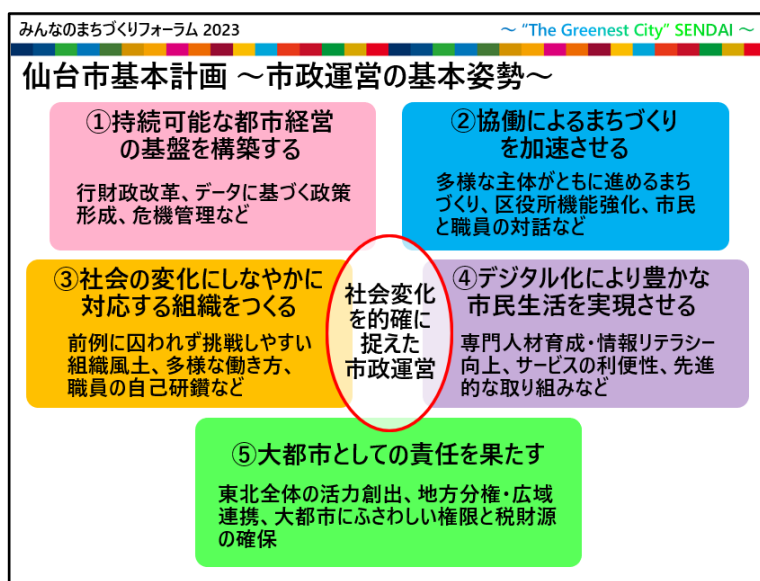 みんなのまちづくりフォーラム 2023
～ "The Greenest City" SENDAI ～
仙台市基本計画 ～市政運営の基本姿勢～
①持続可能な都市経営
の基盤を構築する
行財政改革、データに基づく政策
形成、危機管理など
②協働によるまちづくり
を加速させる
多様な主体がともに進めるまち
づくり、区役所機能強化、市民
と職員の対話など
③社会の変化にしなやかに
対応する組織をつくる
前例に囚われず挑戦しやすい
組織風土、多様な働き方、
職員の自己研鑽など
社会変化
を的確に
捉えた
市政運営
④デジタル化により豊かな
市民生活を実現させる
専門人材育成・情報リテラシー
向上、サービスの利便性、先進
的な取り組みなど
⑤大都市としての責任を果たす
東北全体の活力創出、地方分権・広域
連携、大都市にふさわしい権限と税財源
の確保